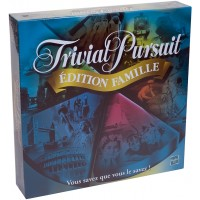 Trivial Pursuit
ÉDITION FAMILLE
Vous savez que vous le savez !